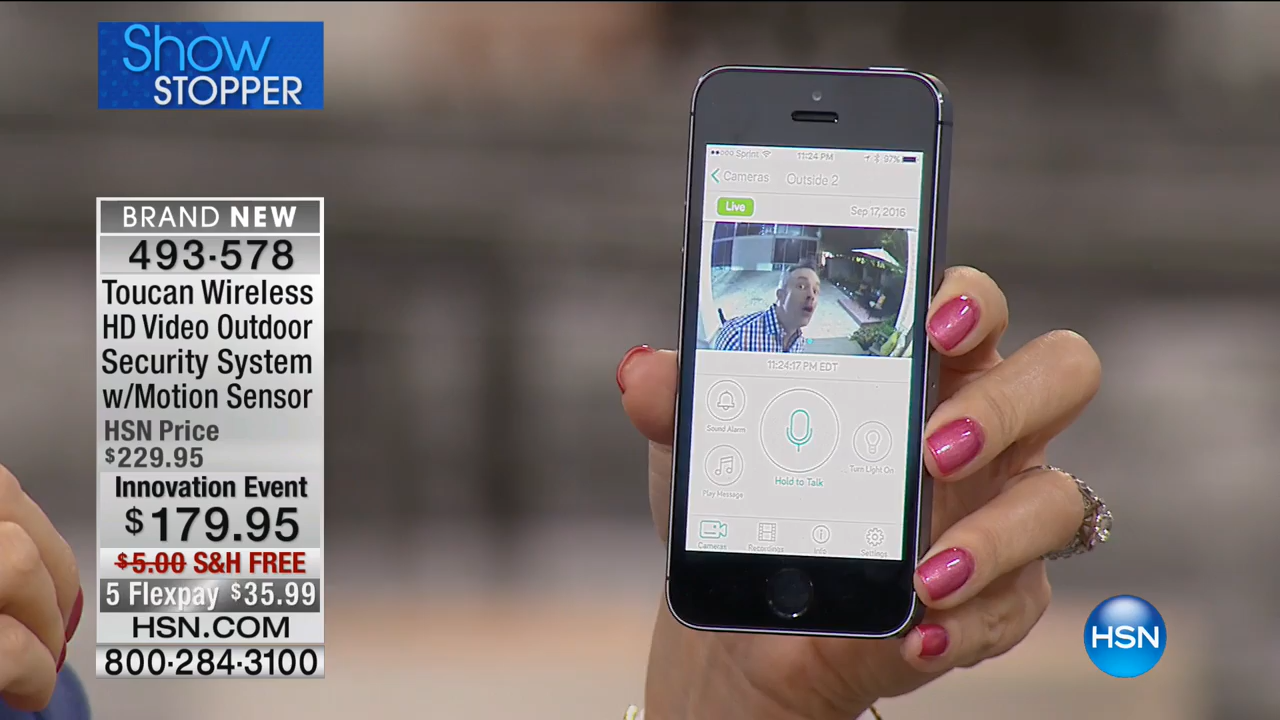 Show
STOPPER
BRAND NEW
493·578
Toucan Wireless
HD Video Outdoor
Security System
w/Motion Sensor
HSN Price
$229.95
Innovation Event
$179.95
$5.00 S&H FREE
5 Flexpay $35.99
HSN.COM
800·284·3100
Sprint 11:24 PM 97%
Cameras Outside 2
Live Sep 17, 2016
11:24:17 PM EDT
Sound Alarm
Turn Light On
Hold to Talk
Play Message
Cameras Recordings Info Settings
HSN